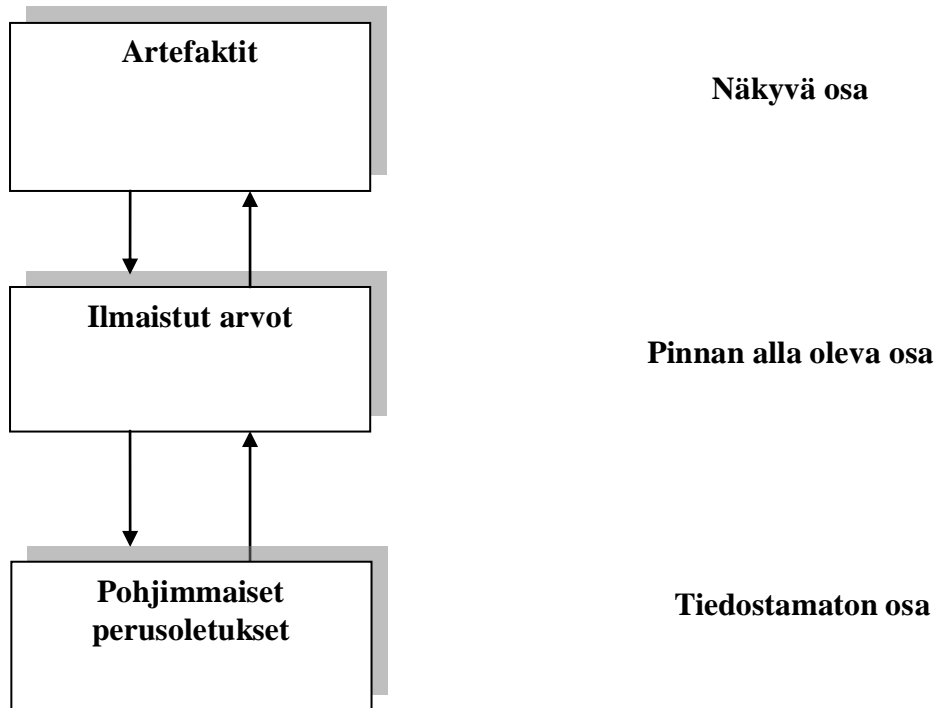 Artefaktit
Näkyvä osa
Ilmaistut arvot
Pinnan alla oleva osa
Pohjimmaiset
perusoletukset
Tiedostamaton osa